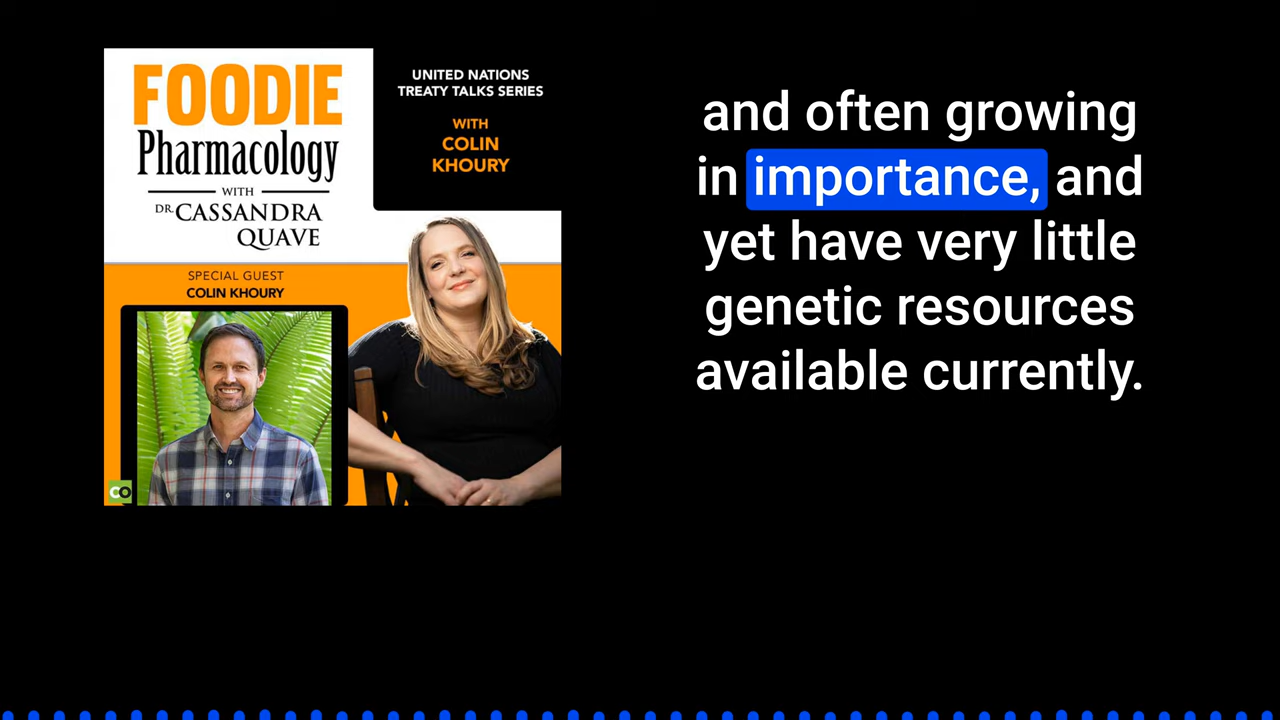 FOODIE
Pharmacology
WITH
DR. CASSANDRA
QUAVE
UNITED NATIONS
TREATY TALKS SERIES
WITH
COLIN
KHOURY
SPECIAL GUEST
COLIN KHOURY
co
and often growing
in importance, and
yet have very little
genetic resources
available currently.